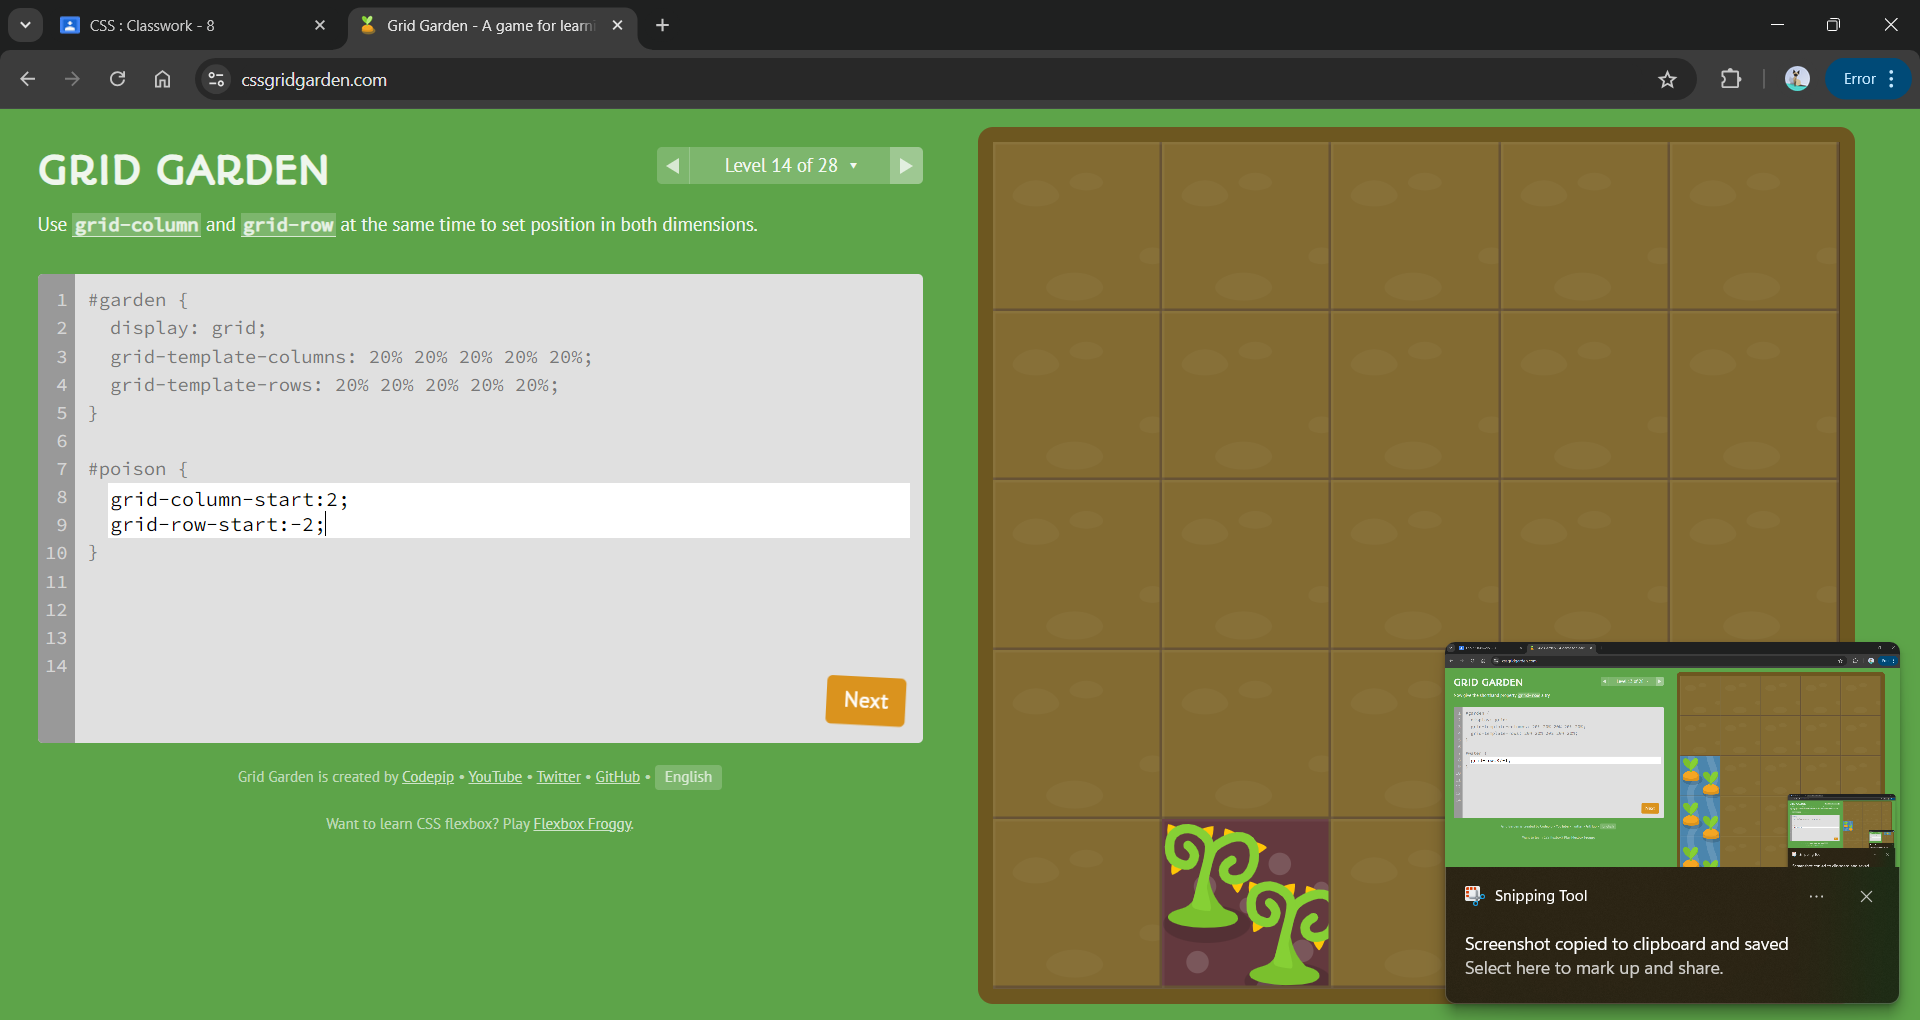 CSS : Classwork - 8
Grid Garden - A game for learni
cssgridgarden.com
Error
GRID GARDEN
Level 14 of 28
Use grid-column and grid-row at the same time to set position in both dimensions.
1 #garden {
2 display: grid;
3 grid-template-columns: 20% 20% 20% 20% 20%;
4 grid-template-rows: 20% 20% 20% 20% 20%;
5 }
6
7 #poison {
8 grid-column-start:2;
9 grid-row-start:-2;
10 }
11
12
13
14
Next
Grid Garden is created by Codepip • YouTube • Twitter • GitHub • English
Want to learn CSS flexbox? Play Flexbox Froggy.
GRID GARDEN
Snipping Tool
Screenshot copied to clipboard and saved
Select here to mark up and share.